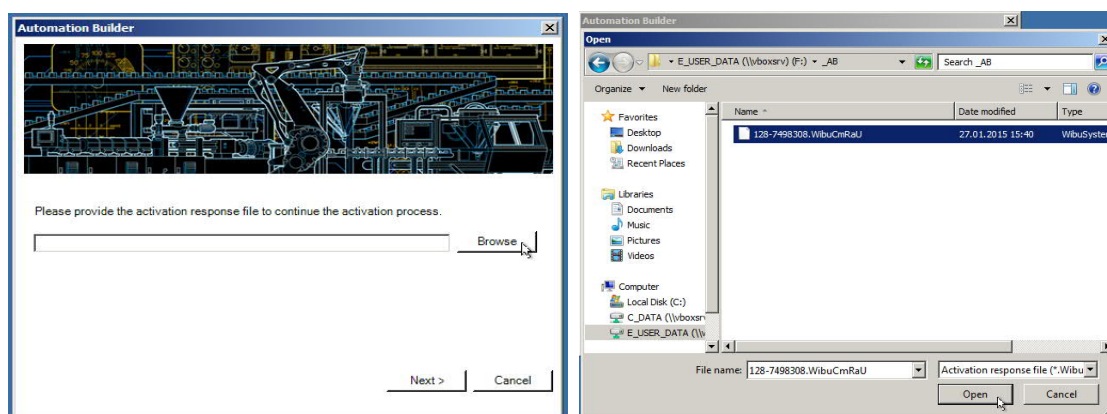 Automation Builder
Please provide the activation response file to continue the activation process.
Browse
Next >
Cancel
Automation Builder
Open
E_USER_DATA (\\vboxsrv) (F:)
_AB
Search _AB
Organize
New folder
Favorites
Desktop
Downloads
Recent Places
Libraries
Documents
Music
Pictures
Videos
Computer
Local Disk (C:)
C_DATA (\\vboxsrv
E_USER_DATA (\\v
Name
Date modified
Type
128-7498308.WibuCmRaU
27.01.2015 15:40
WibuSystem
File name:
128-7498308.WibuCmRaU
Activation response file (*.Wibu
Open
Cancel